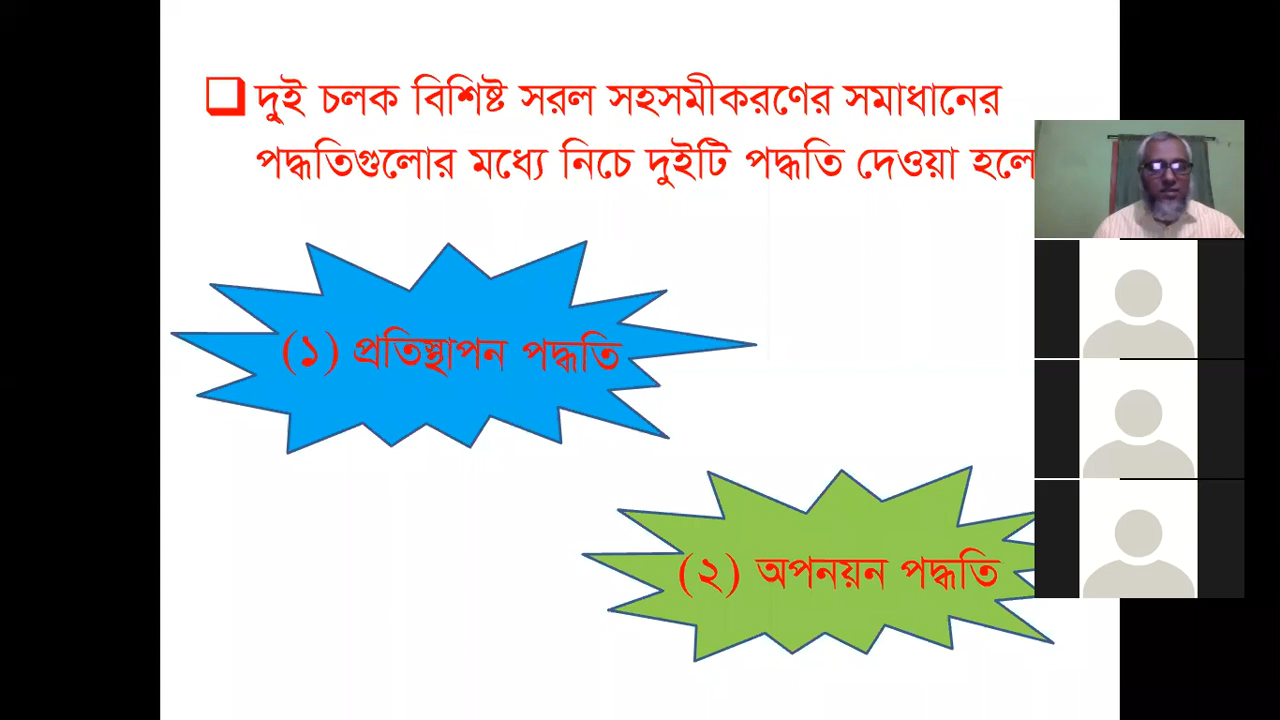 দুই চলক বিশিষ্ট সরল সহসমীকরণের সমাধানের
পদ্ধতিগুলোর মধ্যে নিচে দুইটি পদ্ধতি দেওয়া হলে
(১) প্রতিস্থাপন পদ্ধতি
(২) অপনয়ন পদ্ধতি